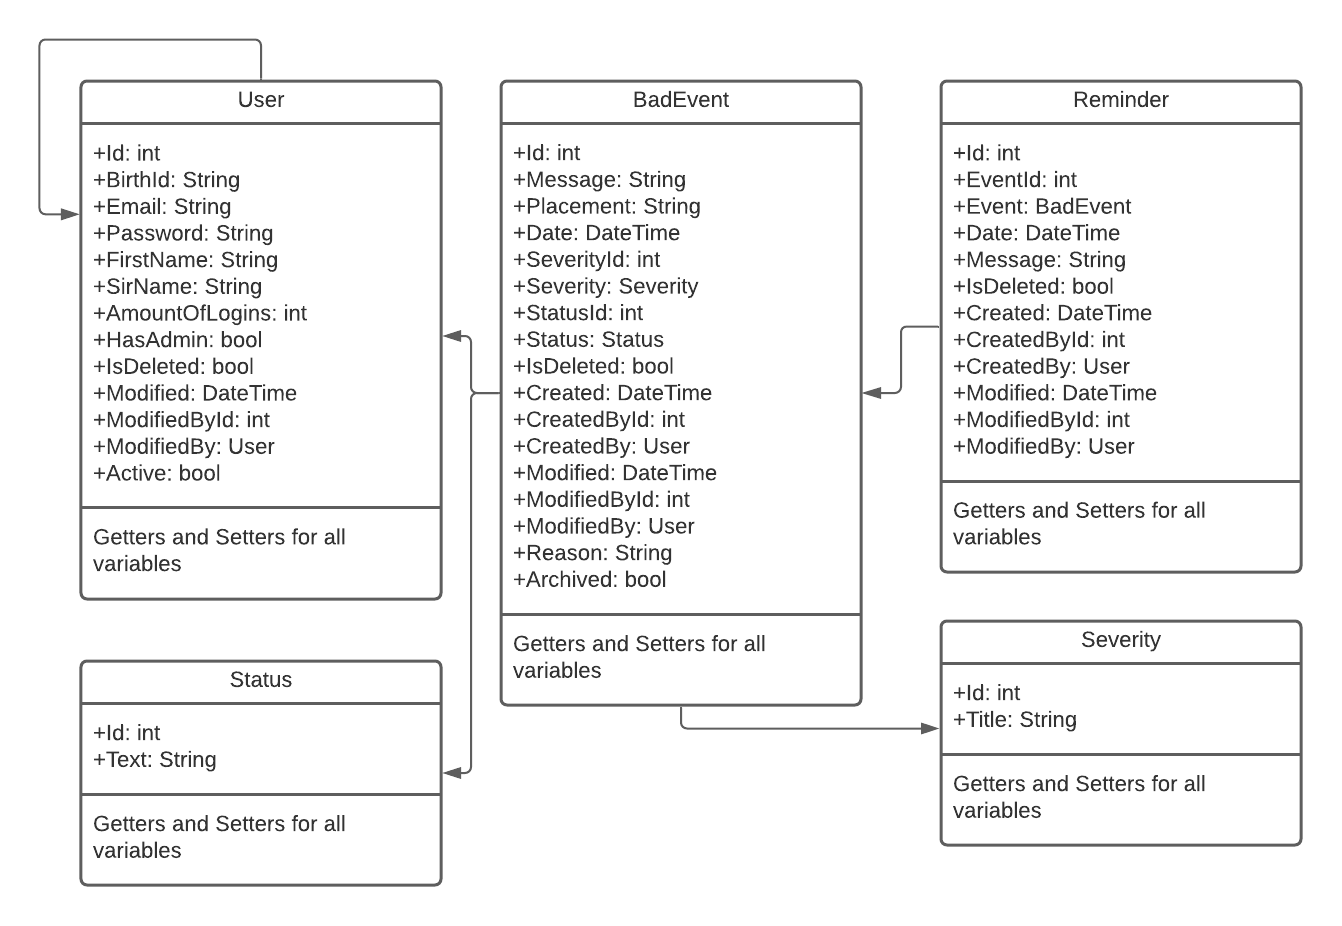 User
+Id: int
+BirthId: String
+Email: String
+Password: String
+FirstName: String
+SirName: String
+AmountOfLogins: int
+HasAdmin: bool
+IsDeleted: bool
+Modified: DateTime
+ModifiedById: int
+ModifiedBy: User
+Active: bool
Getters and Setters for all
variables
BadEvent
+Id: int
+Message: String
+Placement: String
+Date: DateTime
+SeverityId: int
+Severity: Severity
+StatusId: int
+Status: Status
+IsDeleted: bool
+Created: DateTime
+CreatedById: int
+CreatedBy: User
+Modified: DateTime
+ModifiedById: int
+ModifiedBy: User
+Reason: String
+Archived: bool
Getters and Setters for all
variables
Reminder
+Id: int
+EventId: int
+Event: BadEvent
+Date: DateTime
+Message: String
+IsDeleted: bool
+Created: DateTime
+CreatedById: int
+CreatedBy: User
+Modified: DateTime
+ModifiedById: int
+ModifiedBy: User
Getters and Setters for all
variables
Status
+Id: int
+Text: String
Getters and Setters for all
variables
Severity
+Id: int
+Title: String
Getters and Setters for all
variables